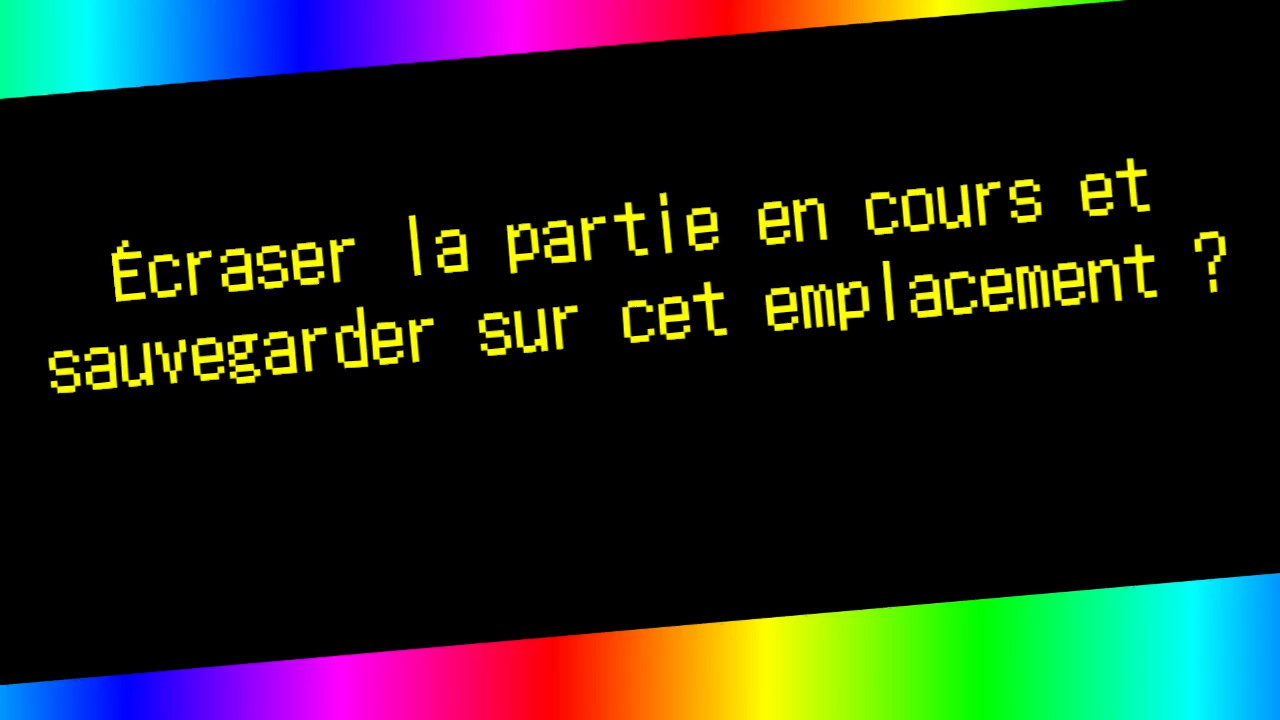 Écraser la partie en cours et
sauvegarder sur cet emplacement ?